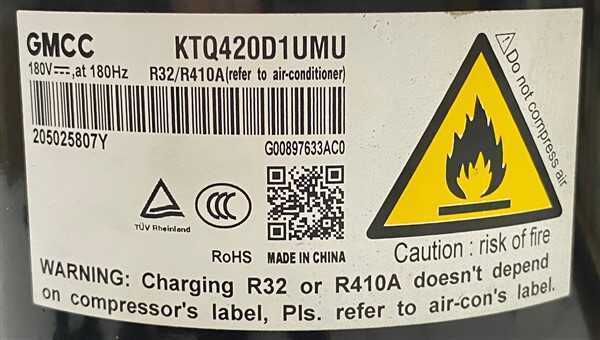 GMCC KTQ420D1UMU
180V⎓,at 180Hz R32/R410A(refer to air-conditioner)
205025807Y G00897633AC0
TÜV Rheinland
CCC
RoHS MADE IN CHINA
Do not compress air
Caution : risk of fire
WARNING: Charging R32 or R410A doesn't depend
on compressor's label, Pls. refer to air-con's label.